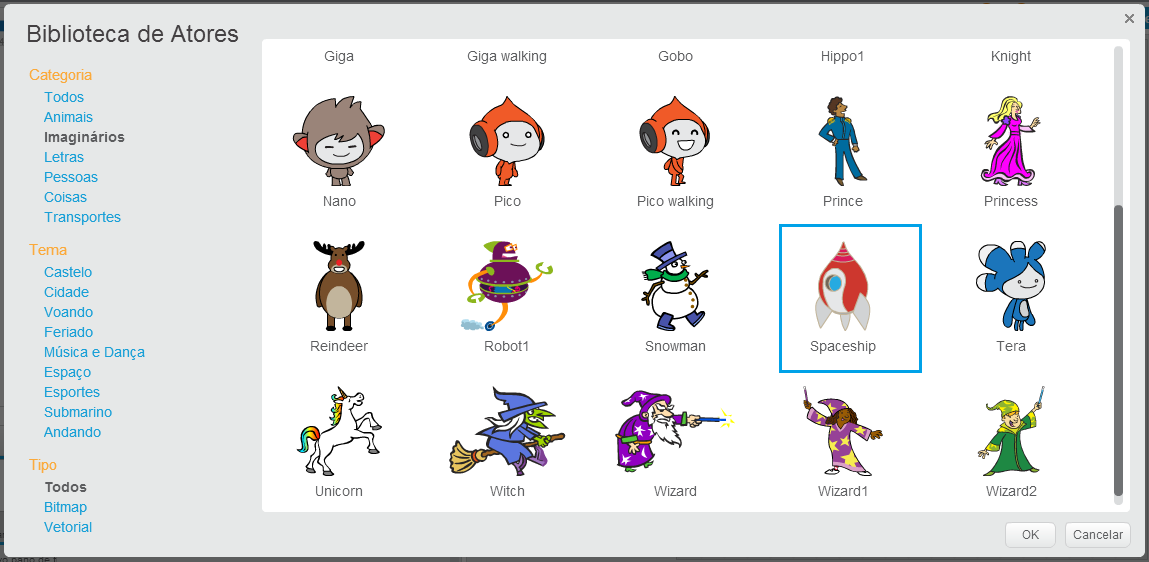 Biblioteca de Atores
Categoria
Todos
Animais
Imaginários
Letras
Pessoas
Coisas
Transportes
Tema
Castelo
Cidade
Voando
Feriado
Música e Dança
Espaço
Esportes
Submarino
Andando
Tipo
Todos
Bitmap
Vetorial
Giga Giga walking Gobo Hippo1 Knight
Nano Pico Pico walking Prince Princess
Reindeer Robot1 Snowman Spaceship Tera
Unicorn Witch Wizard Wizard1 Wizard2
OK Cancelar